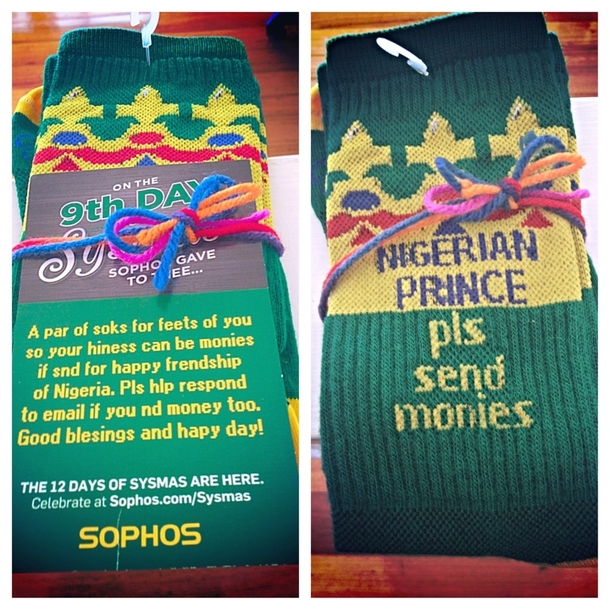 ON THE
9th DAY
SOPHOS GAVE
TO THEE...
A par of soks for feets of you
so your hiness can be monies
if snd for happy frendship
of Nigeria. Pls hlp respond
to email if you nd money too.
Good blesings and hapy day!
THE 12 DAYS OF SYSMAS ARE HERE.
Celebrate at Sophos.com/Sysmas
SOPHOS
NIGERIAN
PRINCE
pls
send
monies